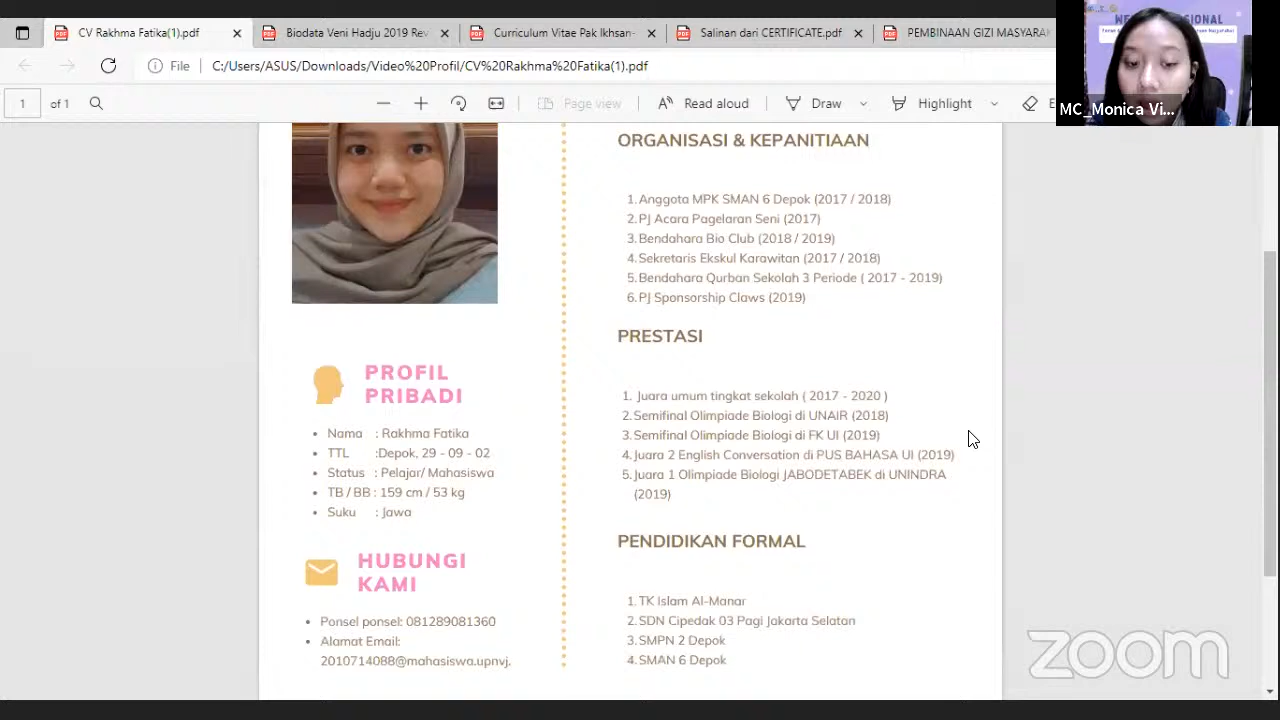 CV Rakhma Fatika(1).pdf
Biodata Veni Hadju 2019 Rev
Curriculum Vitae Pak Ikhsan-
Salinan dari CERTIFICATE.pdf
PEMBINAAN GIZI MASYARA
File
C:/Users/ASUS/Downloads/Video%20Profil/CV%20Rakhma%20Fatika(1).pdf
1 of 1
Page view
Read aloud
Draw
Highlight
MC_Monica Vi...
PROFIL
PRIBADI
• Nama : Rakhma Fatika
• TTL :Depok, 29 - 09 - 02
• Status : Pelajar/ Mahasiswa
• TB / BB : 159 cm / 53 kg
• Suku : Jawa
HUBUNGI
KAMI
• Ponsel ponsel: 081289081360
• Alamat Email:
2010714088@mahasiswa.upnvj.
ORGANISASI & KEPANITIAAN
1. Anggota MPK SMAN 6 Depok (2017 / 2018)
2. PJ Acara Pagelaran Seni (2017)
3. Bendahara Bio Club (2018 / 2019)
4. Sekretaris Ekskul Karawitan (2017 / 2018)
5. Bendahara Qurban Sekolah 3 Periode ( 2017 - 2019)
6. PJ Sponsorship Claws (2019)
PRESTASI
1. Juara umum tingkat sekolah ( 2017 - 2020 )
2. Semifinal Olimpiade Biologi di UNAIR (2018)
3. Semifinal Olimpiade Biologi di FK UI (2019)
4. Juara 2 English Conversation di PUS BAHASA UI (2019)
5. Juara 1 Olimpiade Biologi JABODETABEK di UNINDRA
(2019)
PENDIDIKAN FORMAL
1. TK Islam Al-Manar
2. SDN Cipedak 03 Pagi Jakarta Selatan
3. SMPN 2 Depok
4. SMAN 6 Depok
zoom